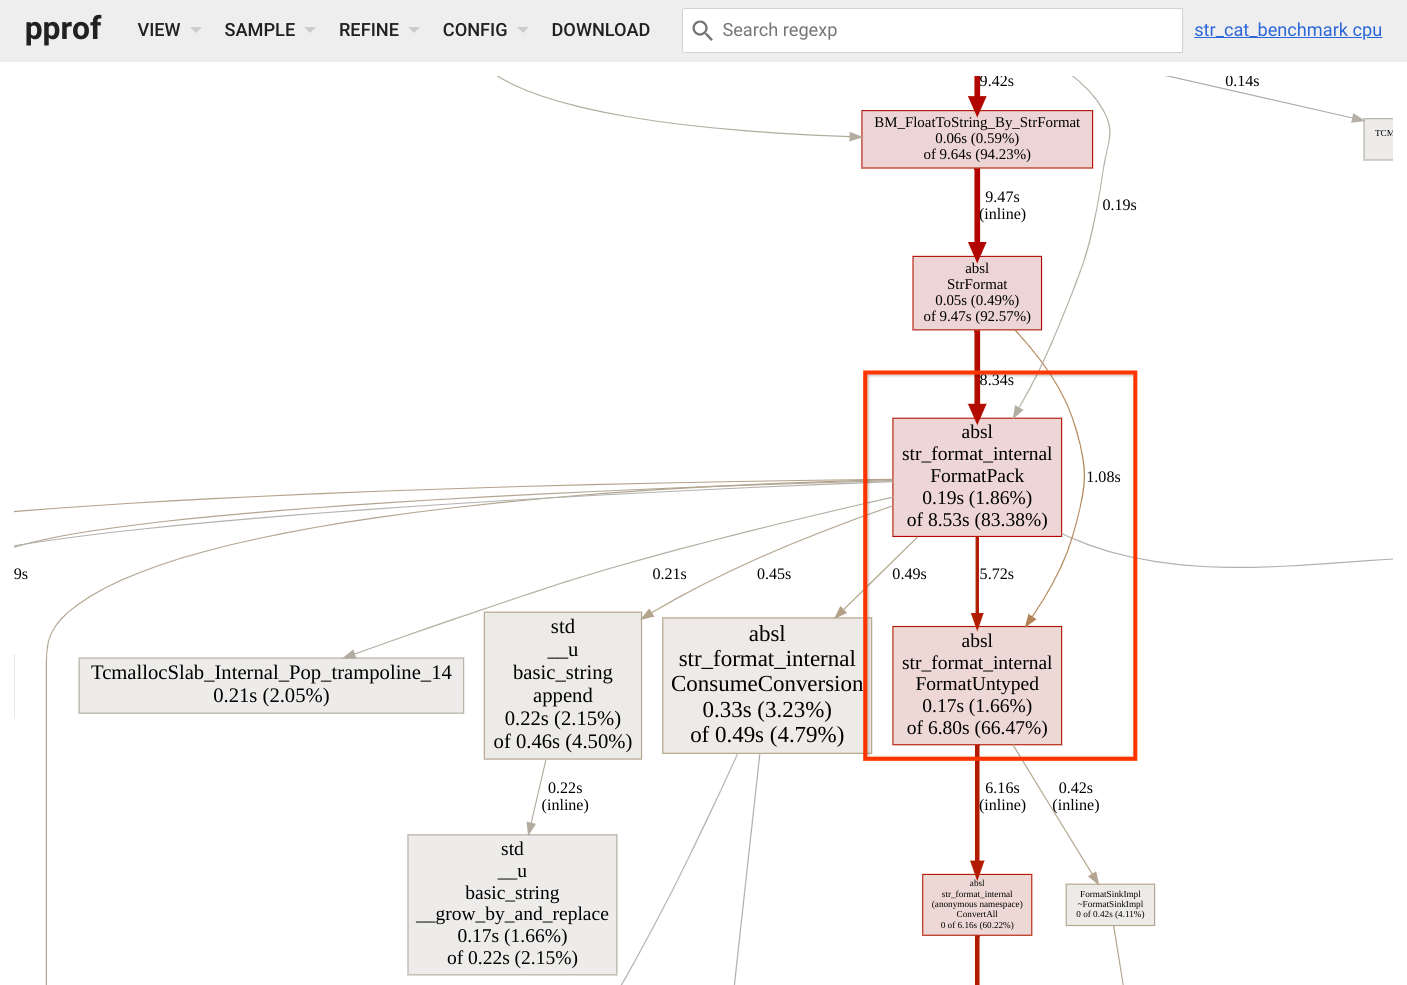 pprof
VIEW
SAMPLE
REFINE
CONFIG
DOWNLOAD
Search regexp
str_cat_benchmark cpu
9.42s
0.14s
BM_FloatToString_By_StrFormat
0.06s (0.59%)
of 9.64s (94.23%)
TCM
9.47s
(inline)
0.19s
absl
StrFormat
0.05s (0.49%)
of 9.47s (92.57%)
8.34s
absl
str_format_internal
FormatPack
0.19s (1.86%)
of 8.53s (83.38%)
1.08s
9s
0.21s
0.45s
0.49s
5.72s
TcmallocSlab_Internal_Pop_trampoline_14
0.21s (2.05%)
std
__u
basic_string
append
0.22s (2.15%)
of 0.46s (4.50%)
absl
str_format_internal
ConsumeConversion
0.33s (3.23%)
of 0.49s (4.79%)
absl
str_format_internal
FormatUntyped
0.17s (1.66%)
of 6.80s (66.47%)
0.22s
(inline)
6.16s
(inline)
0.42s
(inline)
std
__u
basic_string
__grow_by_and_replace
0.17s (1.66%)
of 0.22s (2.15%)
absl
str_format_internal
(anonymous namespace)
ConvertAll
0 of 6.16s (60.22%)
FormatSinkImpl
~FormatSinkImpl
0 of 0.42s (4.11%)